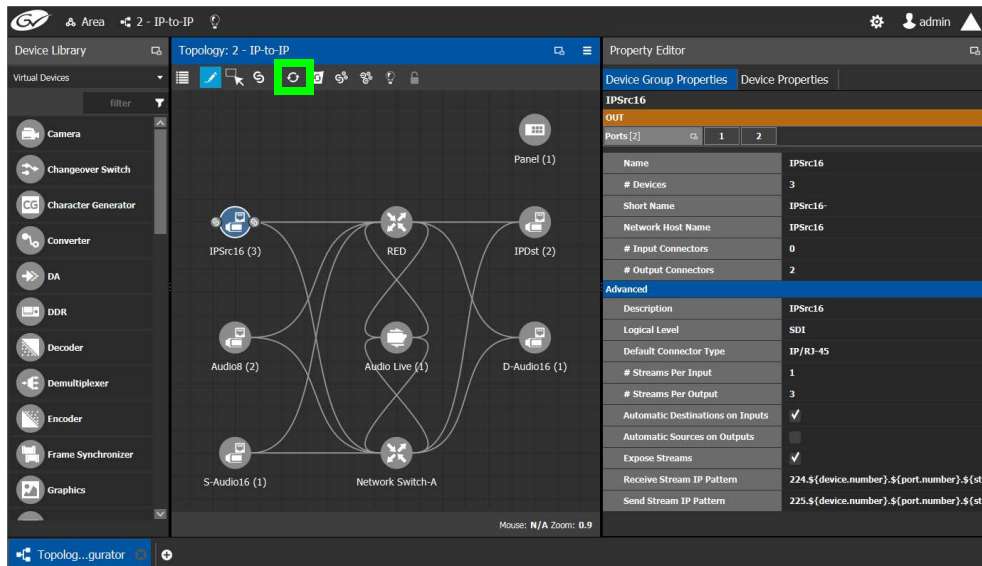 GV Area 2 - IP-to-IP admin
Device Library
Virtual Devices
filter
Camera
Changeover Switch
CG Character Generator
Converter
DA
DDR
Decoder
Demultiplexer
Encoder
Frame Synchronizer
Graphics
Topology: 2 - IP-to-IP
Panel (1)
IPSrc16 (3)
RED
IPDst (2)
Audio8 (2)
Audio Live (1)
D-Audio16 (1)
S-Audio16 (1)
Network Switch-A
Mouse: N/A Zoom: 0.9
Property Editor
Device Group Properties Device Properties
IPSrc16
OUT
Ports [2] 1 2
Name IPSrc16
# Devices 3
Short Name IPSrc16-
Network Host Name IPSrc16
# Input Connectors 0
# Output Connectors 2
Advanced
Description IPSrc16
Logical Level SDI
Default Connector Type IP/RJ-45
# Streams Per Input 1
# Streams Per Output 3
Automatic Destinations on Inputs
Automatic Sources on Outputs
Expose Streams
Receive Stream IP Pattern 224.${device.number}.${port.number}.${st
Send Stream IP Pattern 225.${device.number}.${port.number}.${st
Topolog...gurator